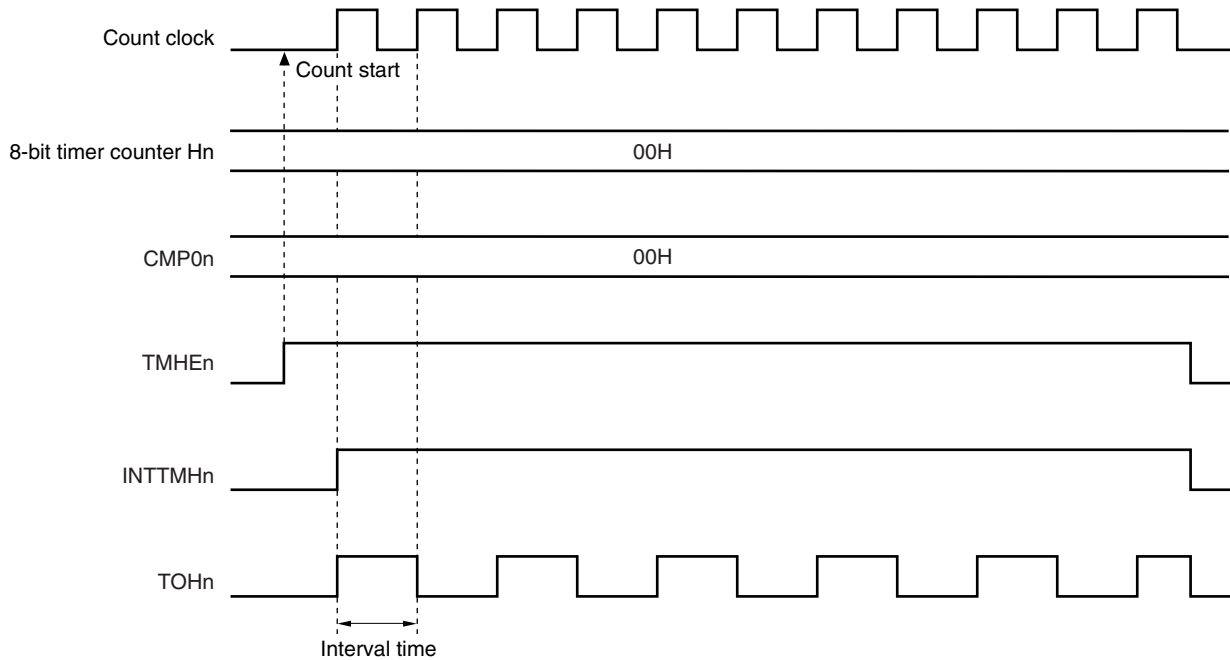 Count clock
Count start
8-bit timer counter Hn
00H
CMP0n
00H
TMHEn
INTTMHn
TOHn
Interval time